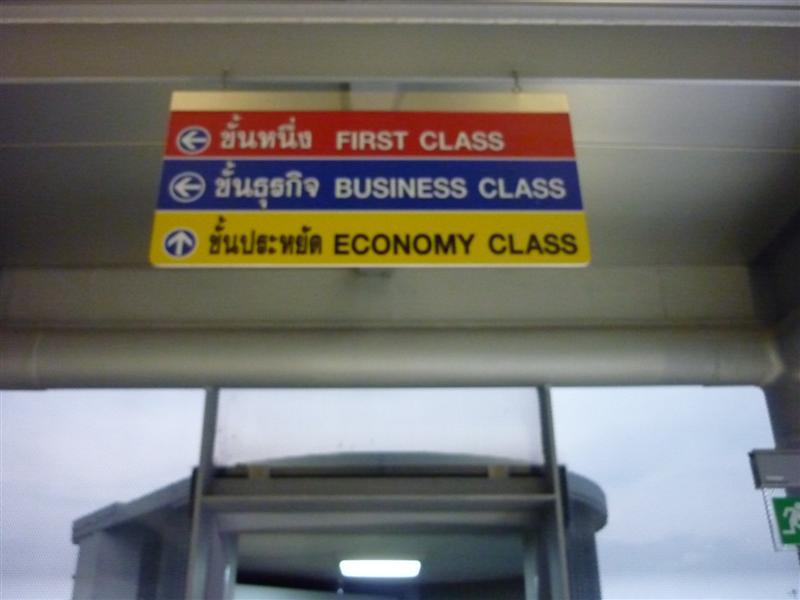 ชั้นหนึ่ง FIRST CLASS
ชั้นธุรกิจ BUSINESS CLASS
ชั้นประหยัด ECONOMY CLASS